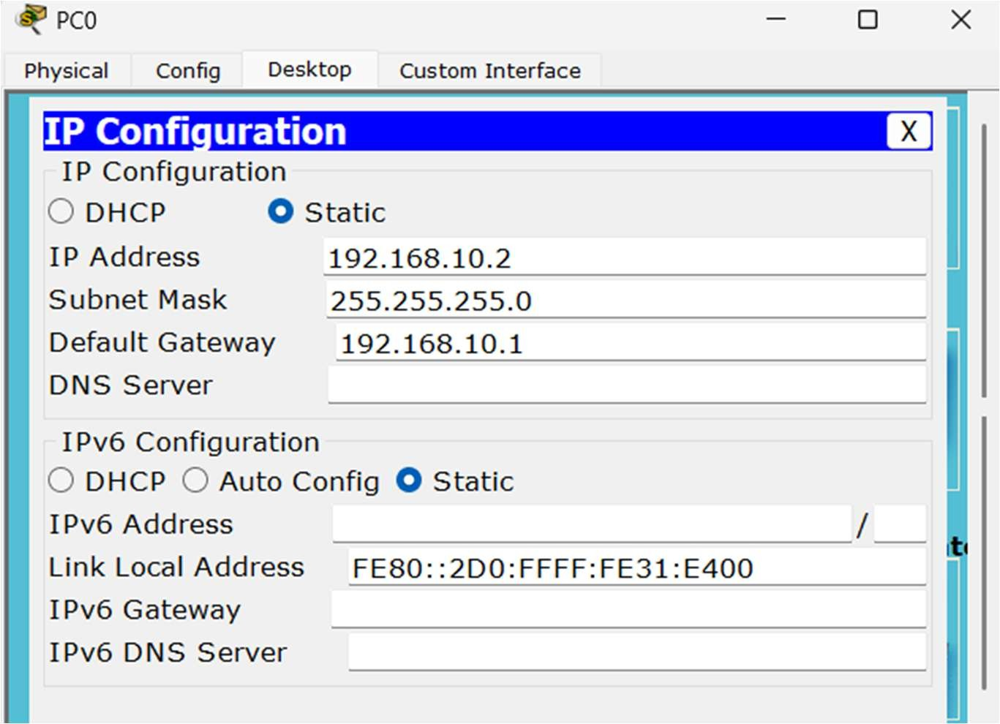 PC0
Physical Config Desktop Custom Interface
IP Configuration X
IP Configuration
DHCP Static
IP Address 192.168.10.2
Subnet Mask 255.255.255.0
Default Gateway 192.168.10.1
DNS Server
IPv6 Configuration
DHCP Auto Config Static
IPv6 Address /
Link Local Address FE80::2D0:FFFF:FE31:E400
IPv6 Gateway
IPv6 DNS Server